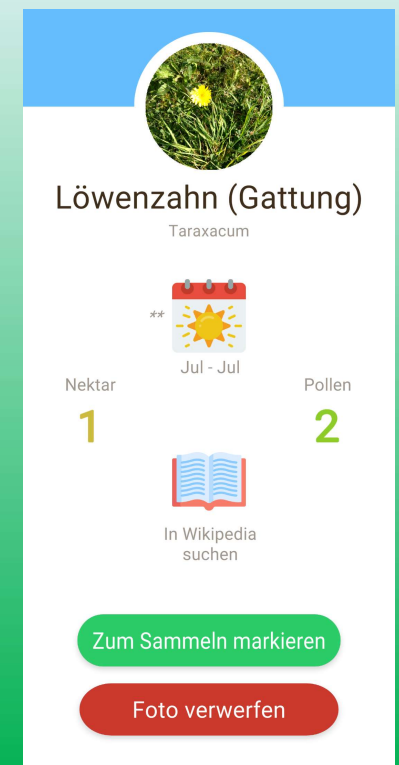 Löwenzahn (Gattung)
Taraxacum
**
Jul - Jul
Nektar
Pollen
1
2
In Wikipedia
suchen
Zum Sammeln markieren
Foto verwerfen